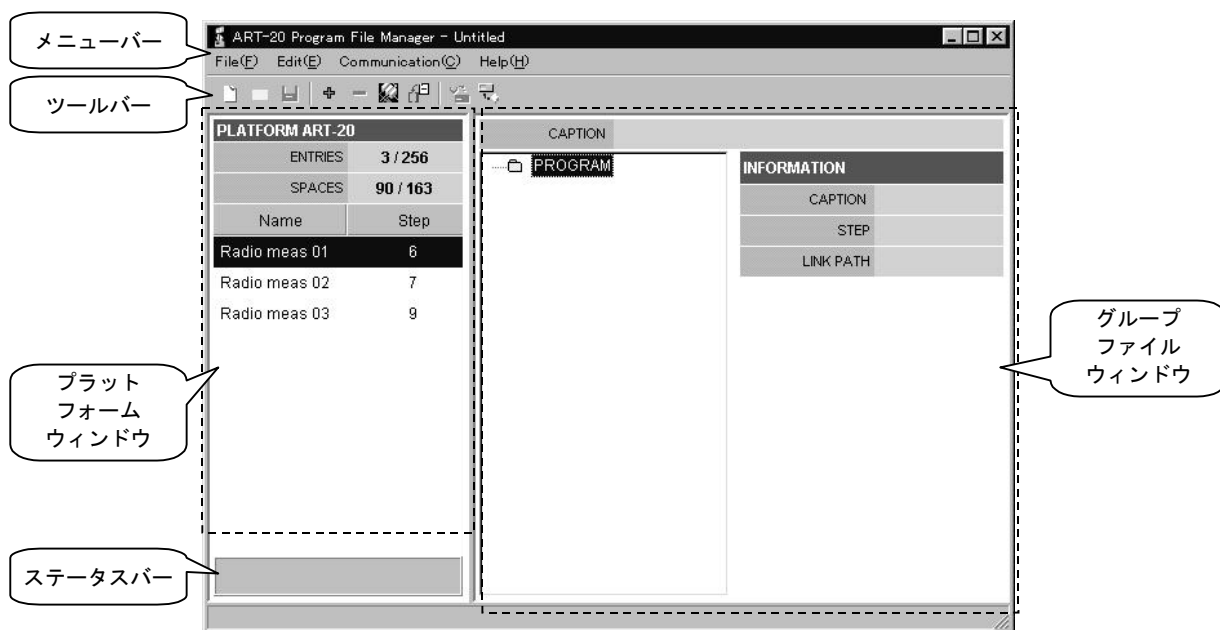 メニューバー
ツールバー
プラット
フォーム
ウィンドウ
ステータスバー
ART-20 Program File Manager - Untitled
File(F) Edit(E) Communication(C) Help(H)
PLATFORM ART-20
ENTRIES 3 / 256
SPACES 90 / 163
Name Step
Radio meas 01 6
Radio meas 02 7
Radio meas 03 9
CAPTION
PROGRAM
INFORMATION
CAPTION
STEP
LINK PATH
グループ
ファイル
ウィンドウ